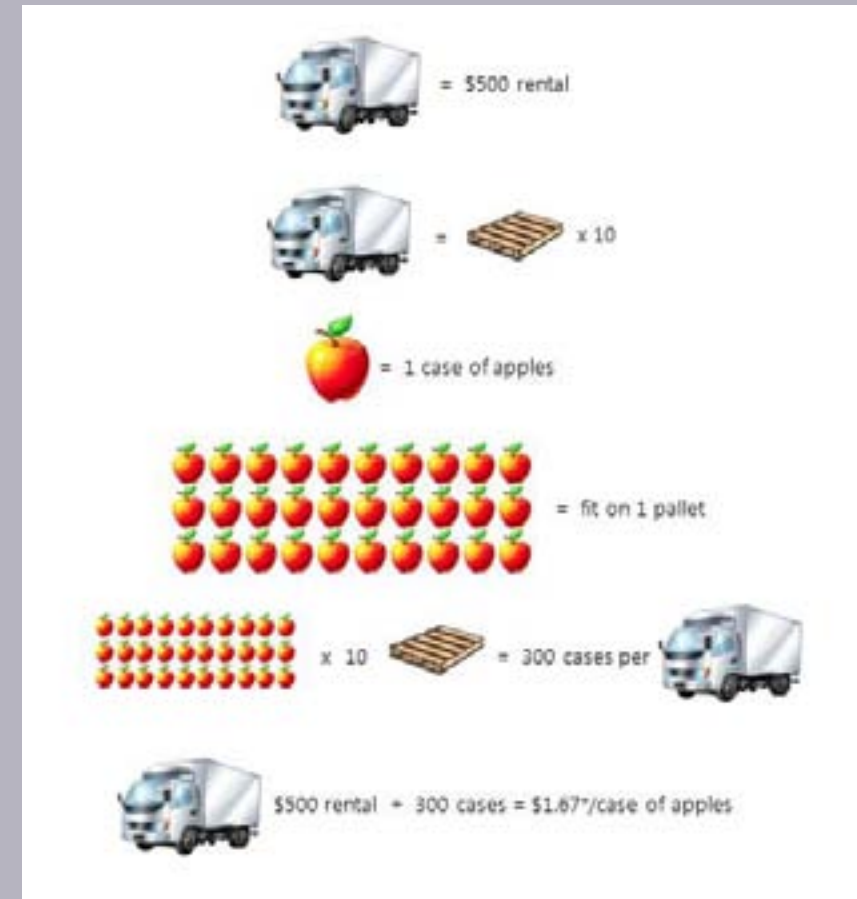 = $500 rental
= x 10
= 1 case of apples
= fit on 1 pallet
x 10 = 300 cases per
$500 rental ÷ 300 cases = $1.67*/case of apples